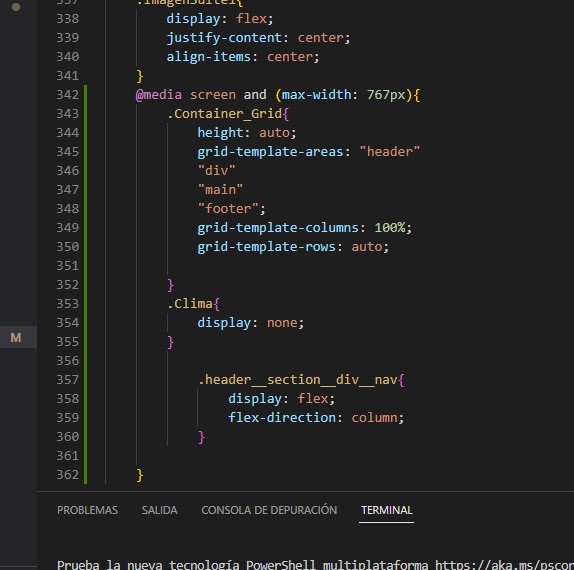 337 .imagenSuite1{
338 display: flex;
339 justify-content: center;
340 align-items: center;
341 }
342 @media screen and (max-width: 767px){
343 .Container_Grid{
344 height: auto;
345 grid-template-areas: "header"
346 "div"
347 "main"
348 "footer";
349 grid-template-columns: 100%;
350 grid-template-rows: auto;
351
352 }
353 .Clima{
354 display: none;
355 }
356
357 .header__section__div__nav{
358 display: flex;
359 flex-direction: column;
360 }
361
362 }
M
PROBLEMAS SALIDA CONSOLA DE DEPURACIÓN TERMINAL
Prueba la nueva tecnología PowerShell multiplataforma https://aka.ms/pscor